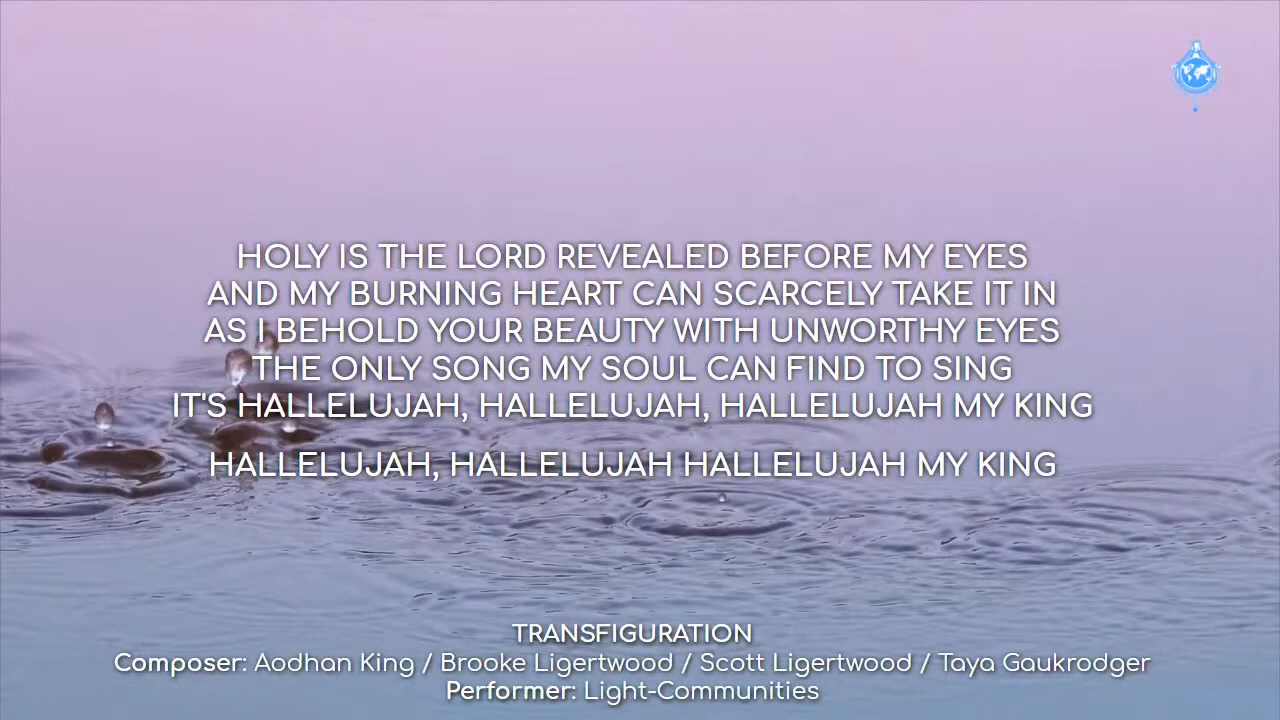 HOLY IS THE LORD REVEALED BEFORE MY EYES
AND MY BURNING HEART CAN SCARCELY TAKE IT IN
AS I BEHOLD YOUR BEAUTY WITH UNWORTHY EYES
THE ONLY SONG MY SOUL CAN FIND TO SING
IT'S HALLELUJAH, HALLELUJAH, HALLELUJAH MY KING
HALLELUJAH, HALLELUJAH HALLELUJAH MY KING
TRANSFIGURATION
Composer: Aodhan King / Brooke Ligertwood / Scott Ligertwood / Taya Gaukrodger
Performer: Light-Communities